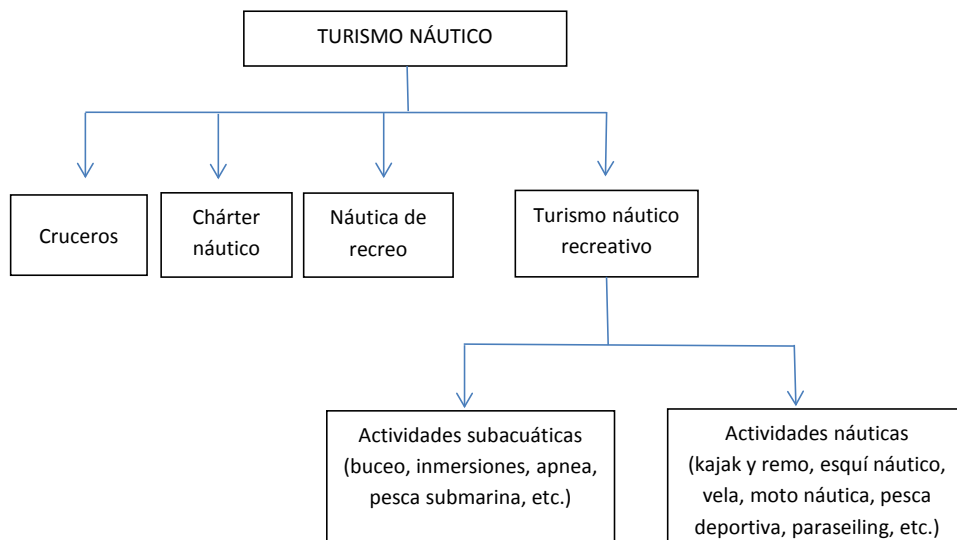 TURISMO NÁUTICO
Cruceros
Chárter
náutico
Náutica de
recreo
Turismo náutico
recreativo
Actividades subacuáticas
(buceo, inmersiones, apnea,
pesca submarina, etc.)
Actividades náuticas
(kajak y remo, esquí náutico,
vela, moto náutica, pesca
deportiva, paraseiling, etc.)